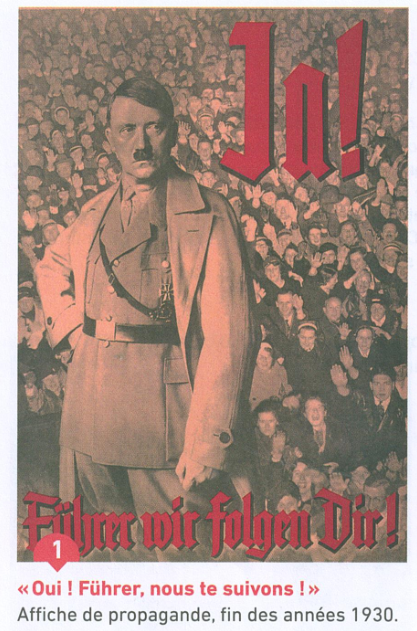 Ja!
Führer wir folgen Dir!
1
«Oui ! Führer, nous te suivons !»
Affiche de propagande, fin des années 1930.